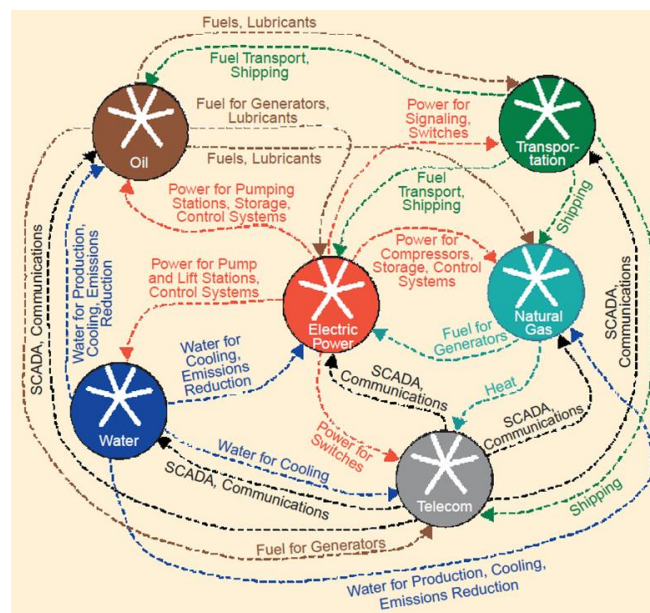 Fuels, Lubricants
Fuel Transport,
Shipping
Fuel for Generators,
Lubricants
Power for
Signaling,
Switches
Oil
Transpor-
tation
Fuels, Lubricants
Fuel
Transport,
Shipping
Shipping
Power for Pumping
Stations, Storage,
Control Systems
Power for
Compressors,
Storage, Control
Systems
Power for Pump
and Lift Stations,
Control Systems
Water for Production,
Cooling, Emissions
Reduction
SCADA, Communications
SCADA, Communications
Electric
Power
Natural
Gas
Fuel for
Generators
Water for
Cooling,
Emissions
Reduction
Heat
SCADA,
Communications
SCADA,
Communications
Water
Water for Cooling
Power for
Switches
SCADA, Communications
Telecom
Shipping
Fuel for Generators
Water for Production, Cooling,
Emissions Reduction